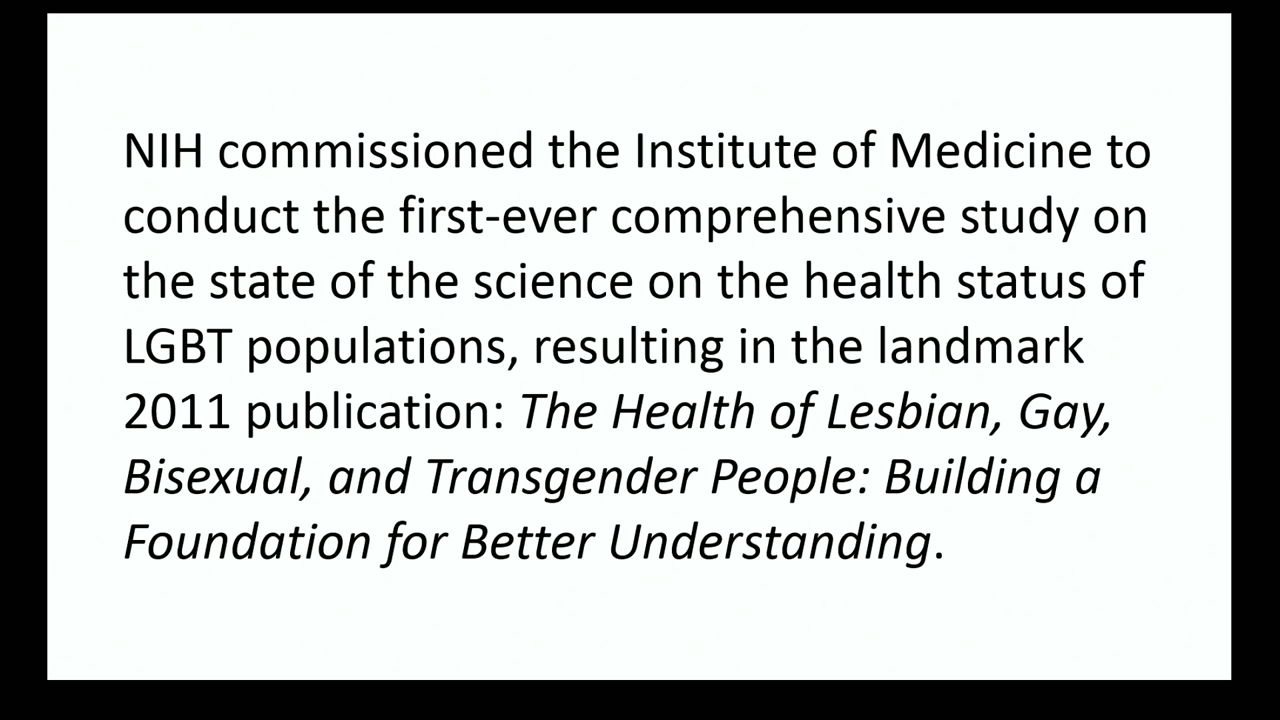 NIH commissioned the Institute of Medicine to
conduct the first-ever comprehensive study on
the state of the science on the health status of
LGBT populations, resulting in the landmark
2011 publication: The Health of Lesbian, Gay,
Bisexual, and Transgender People: Building a
Foundation for Better Understanding.